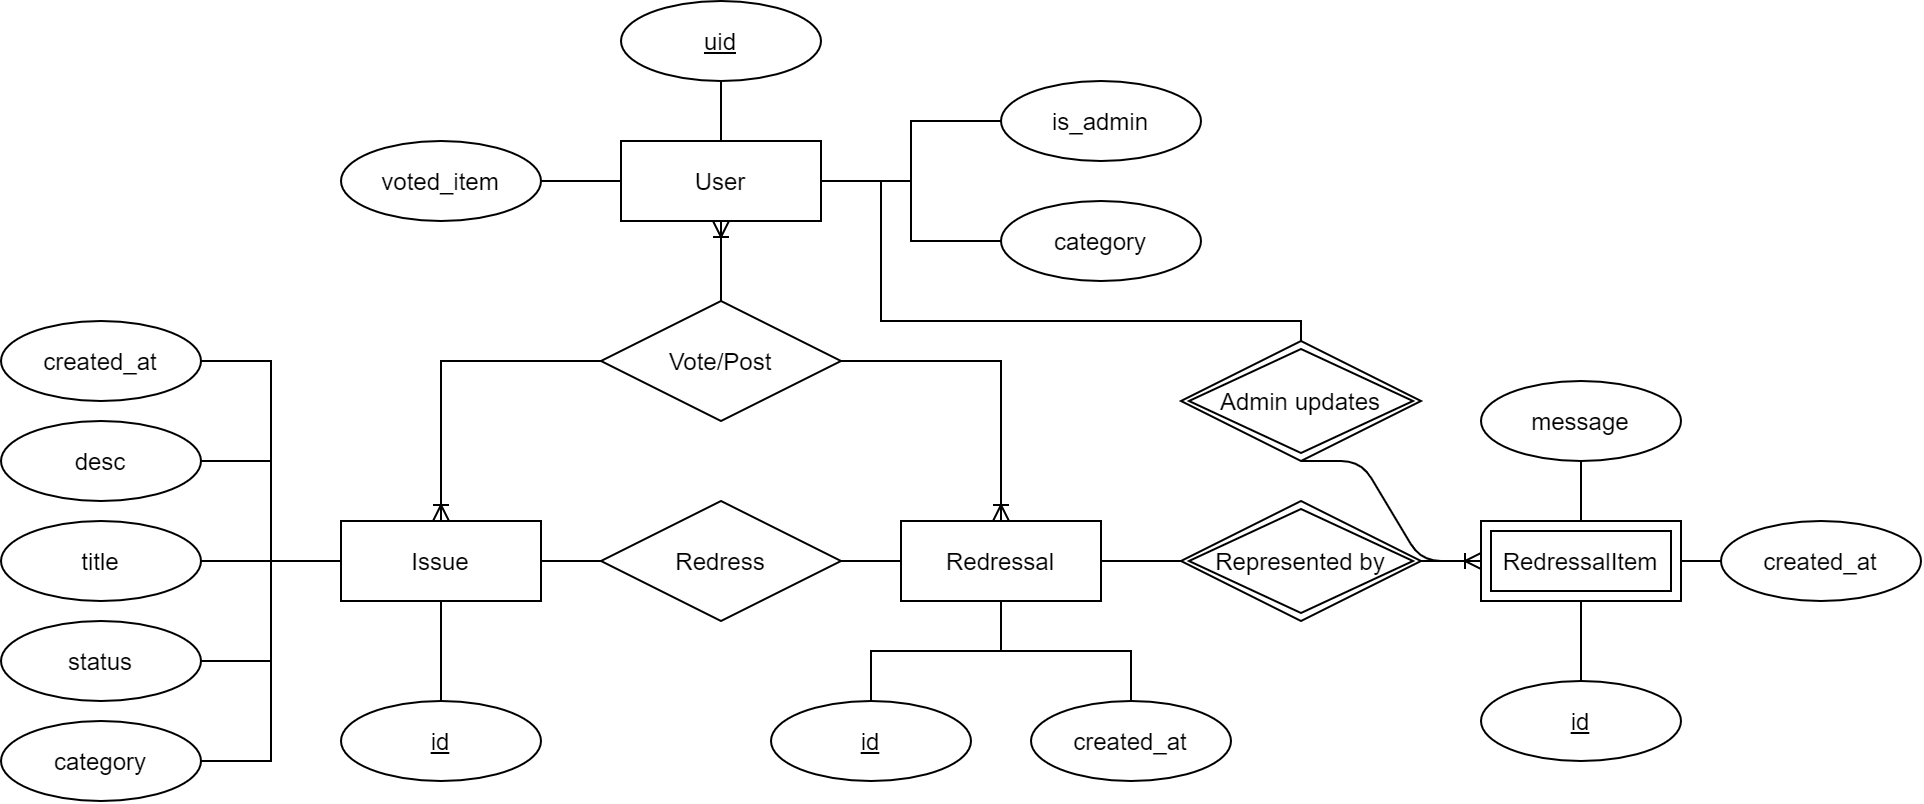 uid
is_admin
voted_item
User
category
created_at
Vote/Post
Admin updates
message
desc
title
Issue
Redress
Redressal
Represented by
RedressalItem
created_at
status
category
id
id
created_at
id